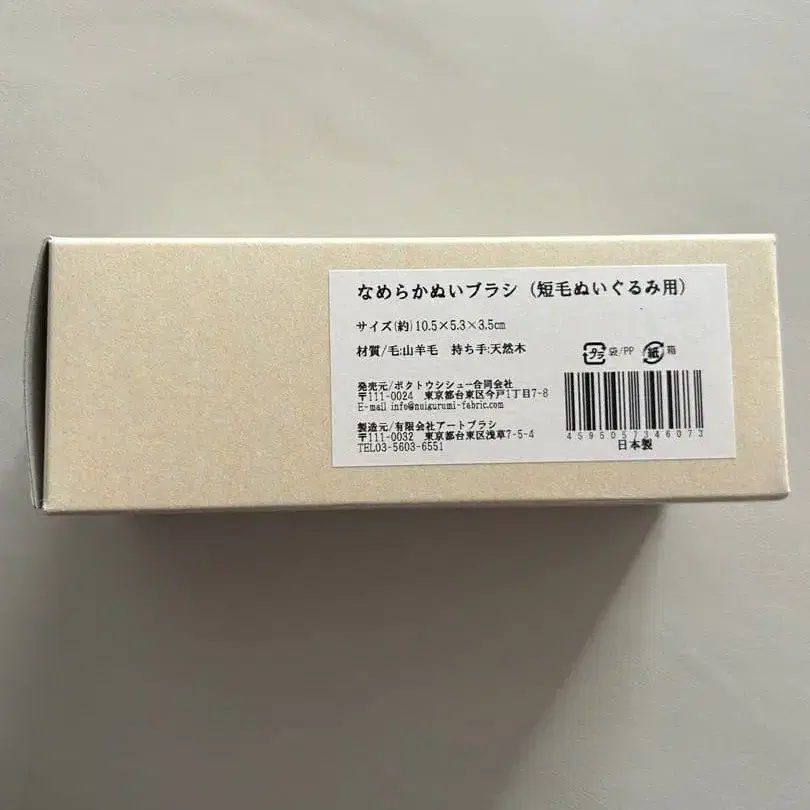 なめらかぬいブラシ（短毛ぬいぐるみ用）
サイズ(約)10.5×5.3×3.5cm
材質/毛:山羊毛　持ち手:天然木
プラ 袋/PP 紙 箱
発売元/ボクトウシシュー合同会社
〒111-0024　東京都台東区今戸1丁目7-8
E-mail info@nuigurumi-fabric.com
製造元/有限会社アートブラシ
〒111-0032　東京都台東区浅草7-5-4
TEL03-5603-6551
4595057346073
日本製